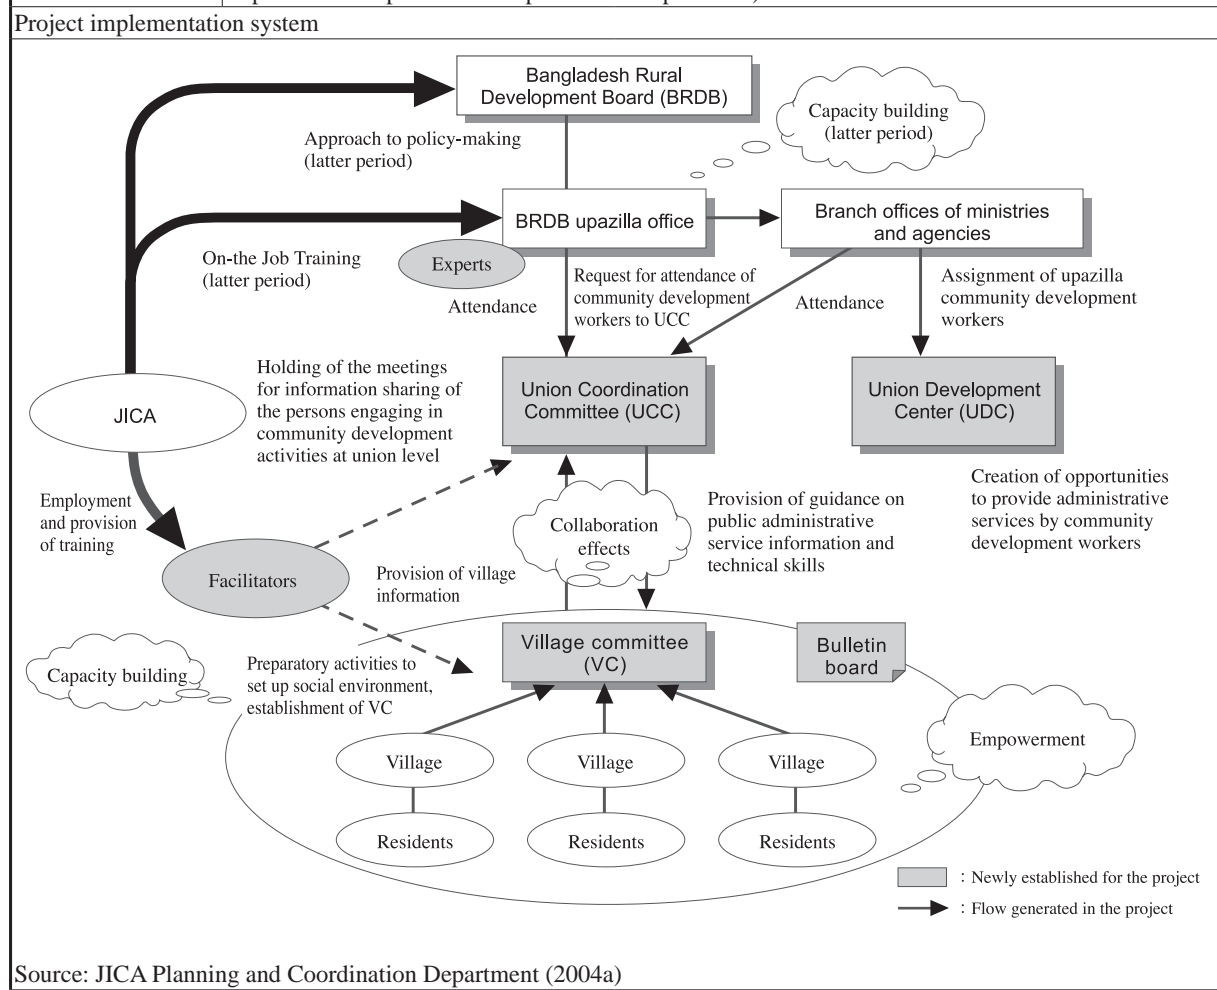 Project implementation system
Bangladesh Rural
Development Board (BRDB)
Capacity building
(latter period)
Approach to policy-making
(latter period)
BRDB upazilla office
Branch offices of ministries
and agencies
On-the Job Training
(latter period)
Experts
Attendance
Request for attendance of
community development
workers to UCC
Attendance
Assignment of upazilla
community development
workers
Holding of the meetings
for information sharing of
the persons engaging in
community development
activities at union level
Union Coordination
Committee (UCC)
Union Development
Center (UDC)
JICA
Employment
and provision
of training
Collaboration
effects
Provision of guidance on
public administrative
service information and
technical skills
Creation of opportunities
to provide administrative
services by community
development workers
Facilitators
Provision of village
information
Village committee
(VC)
Bulletin
board
Capacity building
Preparatory activities to
set up social environment,
establishment of VC
Empowerment
Village
Village
Village
Residents
Residents
Residents
: Newly established for the project
: Flow generated in the project
Source: JICA Planning and Coordination Department (2004a)